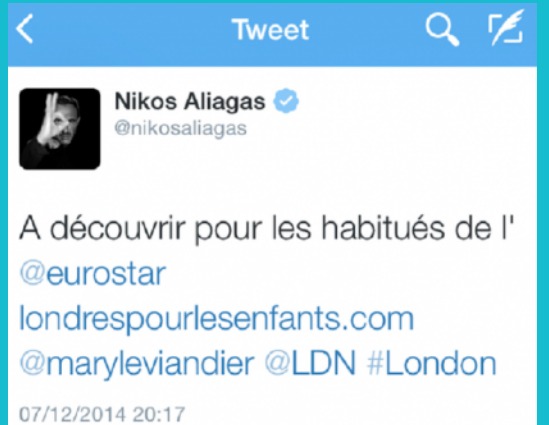 Tweet
Nikos Aliagas
@nikosaliagas
A découvrir pour les habitués de l'
@eurostar
londrespourlesenfants.com
@maryleviandier @LDN #London
07/12/2014 20:17